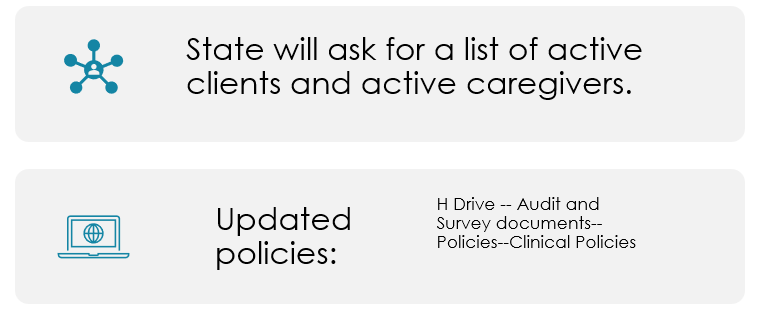 State will ask for a list of active
clients and active caregivers.
Updated
policies:
H Drive -- Audit and
Survey documents--
Policies--Clinical Policies